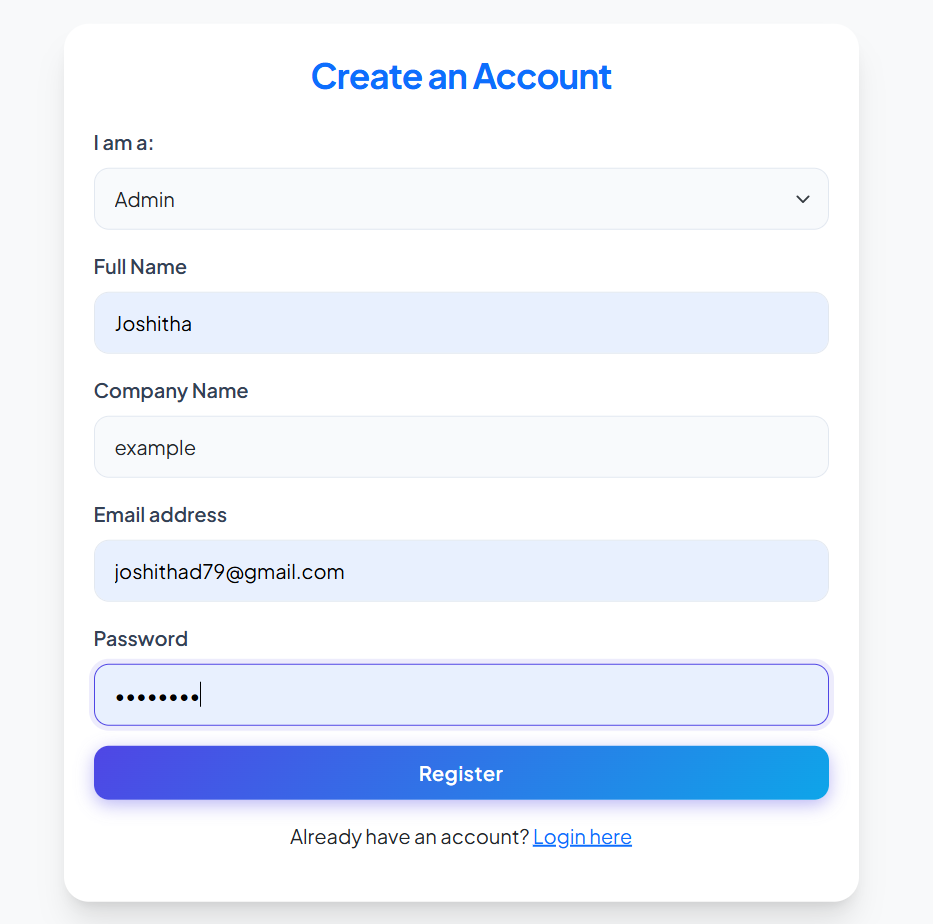 Create an Account
I am a:
Admin
Full Name
Joshitha
Company Name
example
Email address
joshithad79@gmail.com
Password
••••••••
Register
Already have an account? Login here